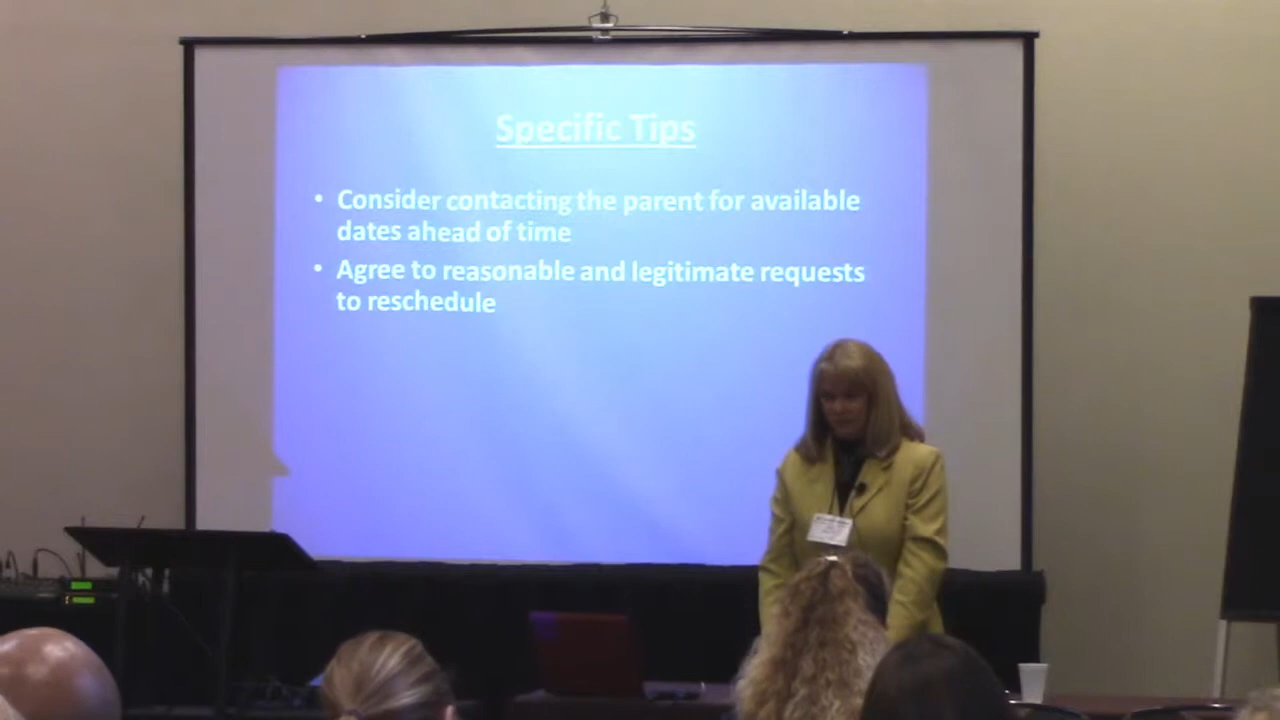 Specific Tips
• Consider contacting the parent for available
dates ahead of time
• Agree to reasonable and legitimate requests
to reschedule